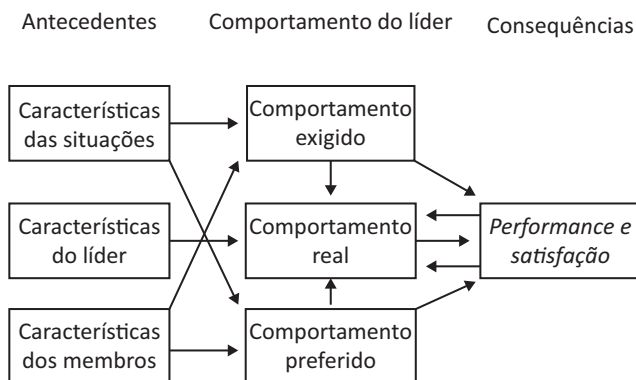 Antecedentes
Comportamento do líder
Consequências
Características
das situações
Comportamento
exigido
Características
do líder
Comportamento
real
Performance e
satisfação
Características
dos membros
Comportamento
preferido